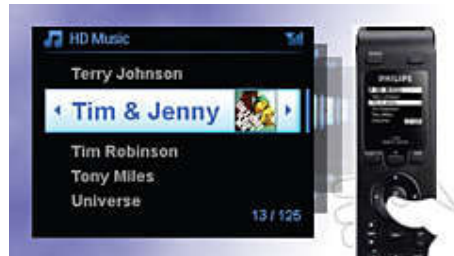 HD Music
Terry Johnson
Tim & Jenny
Tim Robinson
Tony Miles
Universe
13 / 125
PHILIPS